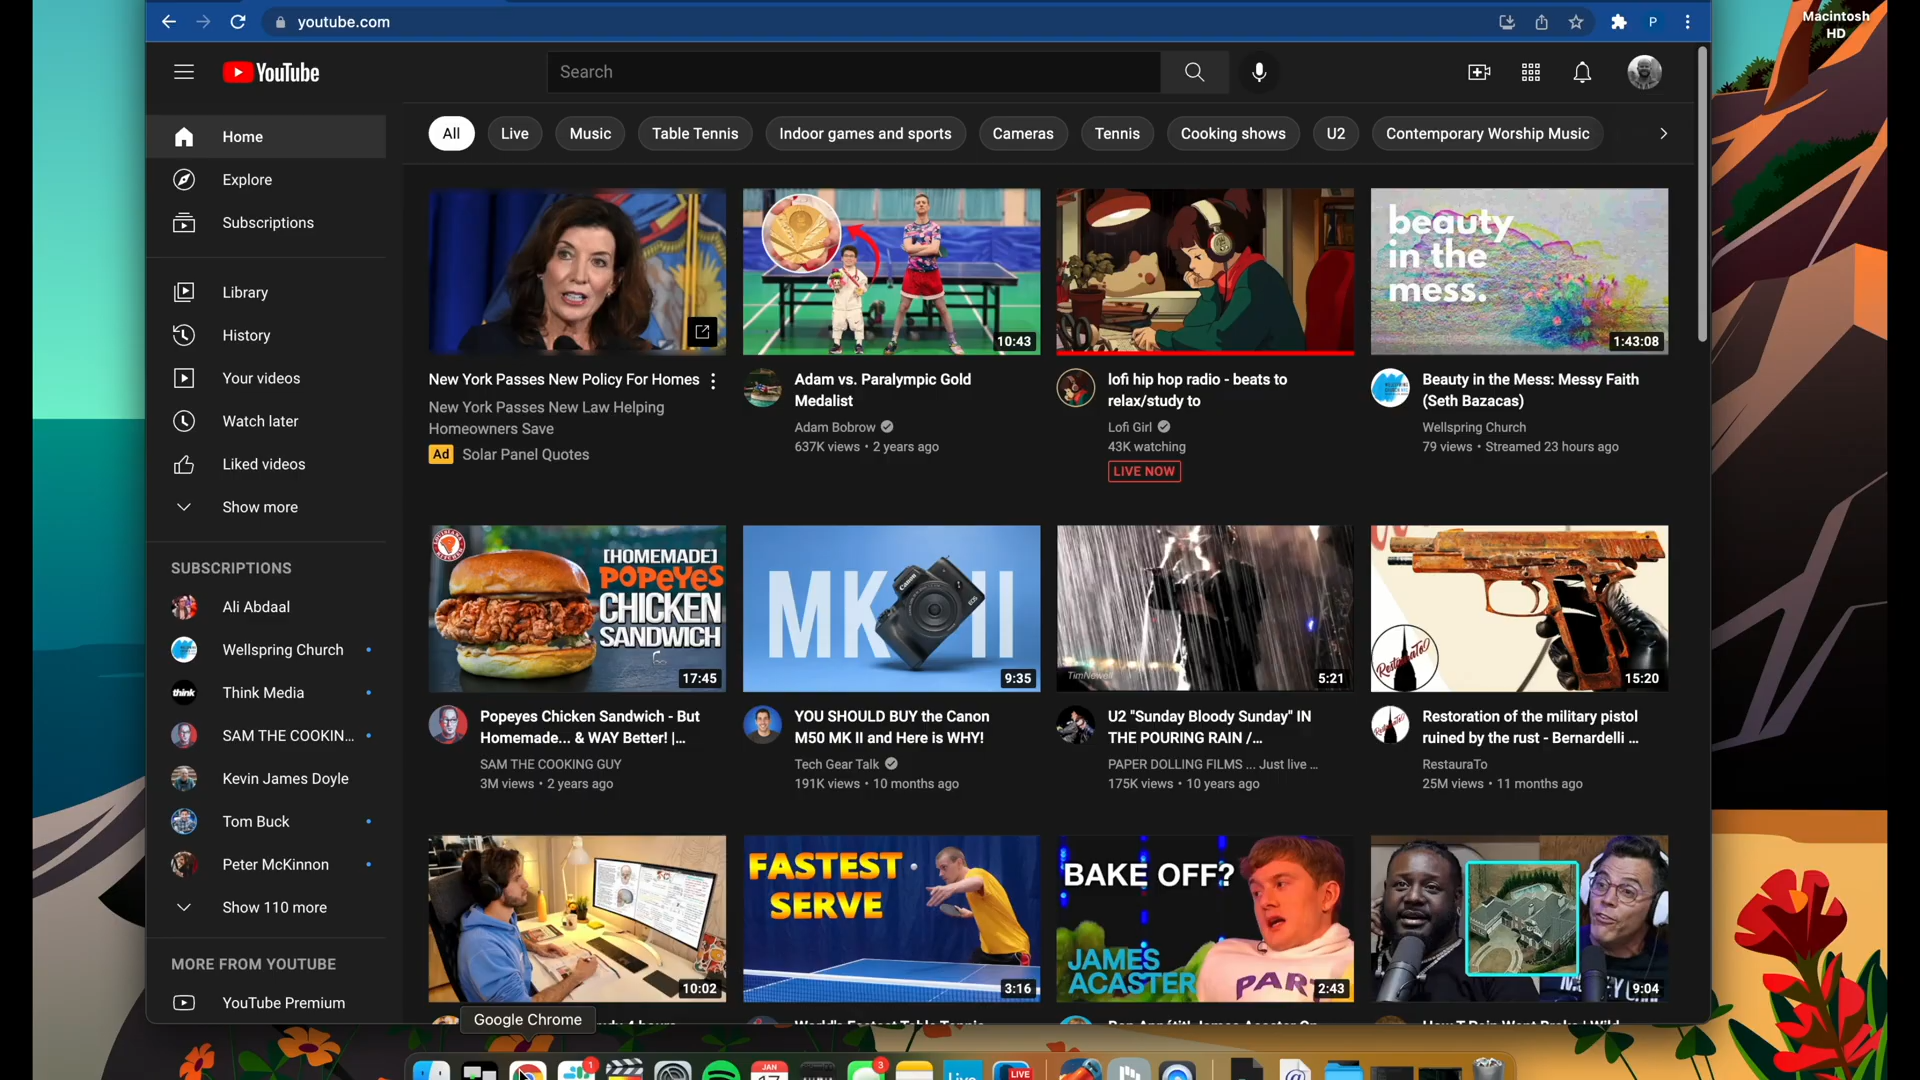 youtube.com
P
Macintosh
HD
YouTube
Search
Home
Explore
Subscriptions
Library
History
Your videos
Watch later
Liked videos
Show more
SUBSCRIPTIONS
Ali Abdaal
Wellspring Church
think
Think Media
SAM THE COOKIN...
Kevin James Doyle
Tom Buck
Peter McKinnon
Show 110 more
MORE FROM YOUTUBE
YouTube Premium
All
Live
Music
Table Tennis
Indoor games and sports
Cameras
Tennis
Cooking shows
U2
Contemporary Worship Music
New York Passes New Policy For Homes
New York Passes New Law Helping
Homeowners Save
Ad Solar Panel Quotes
10:43
Adam vs. Paralympic Gold
Medalist
Adam Bobrow
637K views • 2 years ago
lofi hip hop radio - beats to
relax/study to
Lofi Girl
43K watching
LIVE NOW
beauty
in the
mess.
1:43:08
Beauty in the Mess: Messy Faith
(Seth Bazacas)
Wellspring Church
79 views • Streamed 23 hours ago
[HOMEMADE]
POPEYES
CHICKEN
SANDWICH
17:45
Popeyes Chicken Sandwich - But
Homemade... & WAY Better! |...
SAM THE COOKING GUY
3M views • 2 years ago
MK II
Canon
EOS
9:35
YOU SHOULD BUY the Canon
M50 MK II and Here is WHY!
Tech Gear Talk
191K views • 10 months ago
TimNewell
5:21
U2 "Sunday Bloody Sunday" IN
THE POURING RAIN /...
PAPER DOLLING FILMS ... Just live ...
175K views • 10 years ago
RestauraTo
15:20
Restoration of the military pistol
ruined by the rust - Bernardelli ...
RestauraTo
25M views • 11 months ago
10:02
FASTEST
SERVE
3:16
BAKE OFF?
JAMES
ACASTER
PART
2:43
9:04
Google Chrome
1
JAN
17
3
Live
LIVE